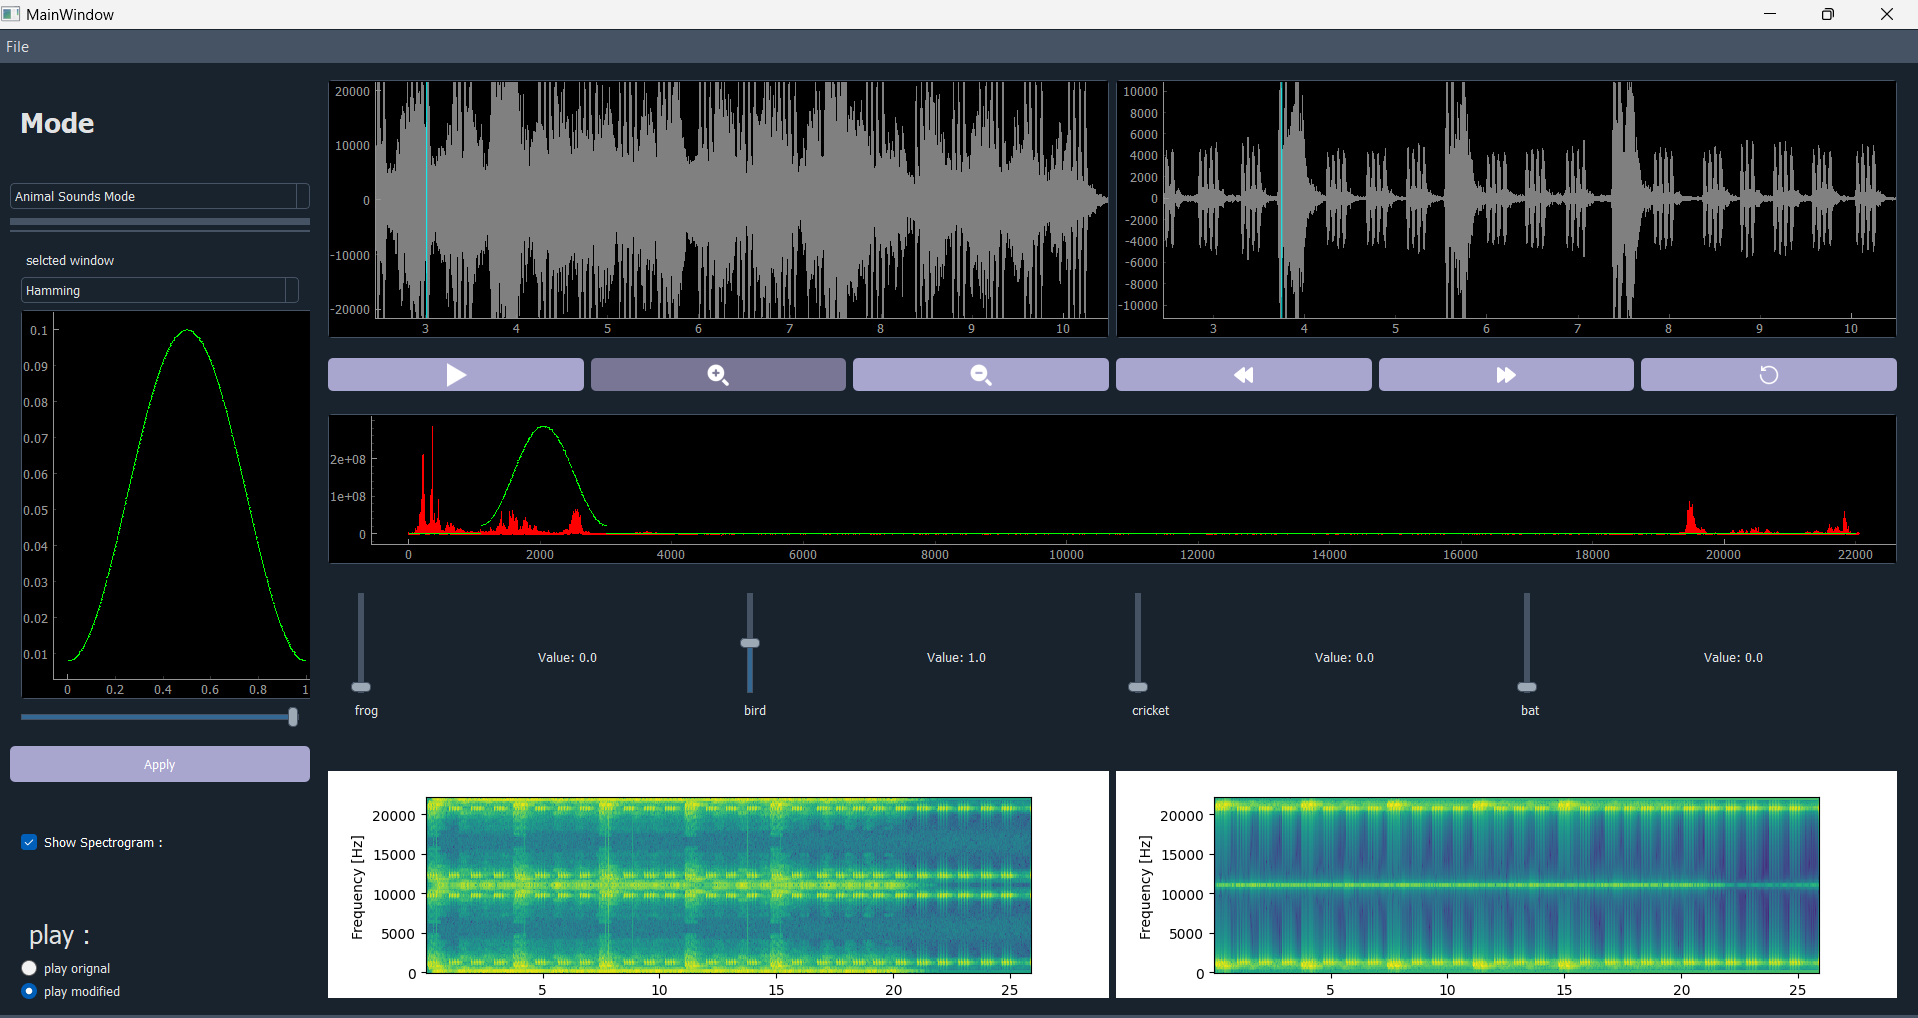 MainWindow
File
Mode
Animal Sounds Mode
selcted window
Hamming
0.1
0.09
0.08
0.07
0.06
0.05
0.04
0.03
0.02
0.01
0 0.2 0.4 0.6 0.8 1
Apply
Show Spectrogram :
play :
play orignal
play modified
20000
10000
0
-10000
-20000
3 4 5 6 7 8 9 10
10000
8000
6000
4000
2000
0
-2000
-4000
-6000
-8000
-10000
3 4 5 6 7 8 9 10
2e+08
1e+08
0
0 2000 4000 6000 8000 10000 12000 14000 16000 18000 20000 22000
Value: 0.0
frog
Value: 1.0
bird
Value: 0.0
cricket
Value: 0.0
bat
Frequency [Hz]
20000
15000
10000
5000
0
5 10 15 20 25
Frequency [Hz]
20000
15000
10000
5000
0
5 10 15 20 25